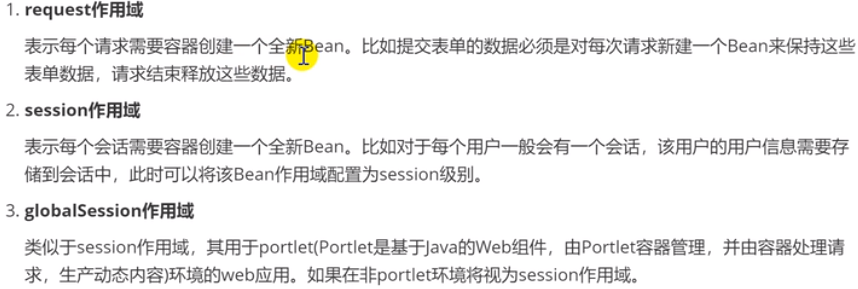 1. request作用域
表示每个请求需要容器创建一个全新Bean。比如提交表单的数据必须是对每次请求新建一个Bean来保持这些
表单数据，请求结束释放这些数据。
2. session作用域
表示每个会话需要容器创建一个全新Bean。比如对于每个用户一般会有一个会话，该用户的用户信息需要存
储到会话中，此时可以将该Bean作用域配置为session级别。
3. globalSession作用域
类似于session作用域，其用于portlet(Portlet是基于Java的Web组件，由Portlet容器管理，并由容器处理请
求，生产动态内容)环境的web应用。如果在非portlet环境将视为session作用域。